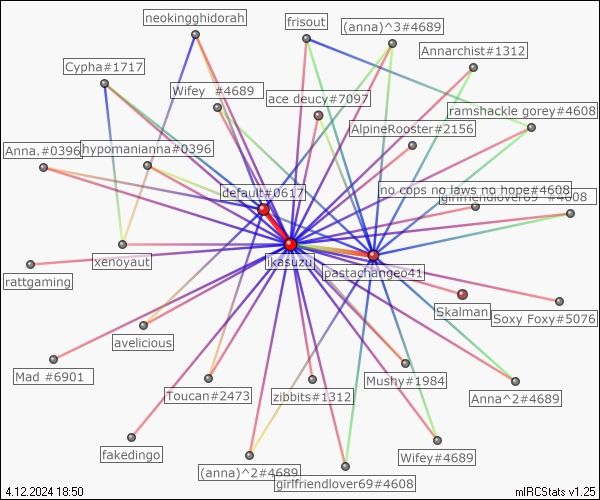 neokingghidorah
frisout
(anna)^3#4689
Annarchist#1312
Cypha#1717
Wifey_#4689
ace deucy#7097
ramshackle gorey#4608
AlpineRooster#2156
Anna.#0396
hypomanianna#0396
default#0617
no cops no laws no hope#4608
girlfriendlover69 #4608
xenoyaut
ikasuzu
pastachangeo41
rattgaming
Skalman
Soxy Foxy#5076
avelicious
Mad #6901
Toucan#2473
zibbits#1312
Mushy#1984
Anna^2#4689
fakedingo
(anna)^2#4689
girlfriendlover69#4608
Wifey#4689
4.12.2024 18:50
mIRCStats v1.25